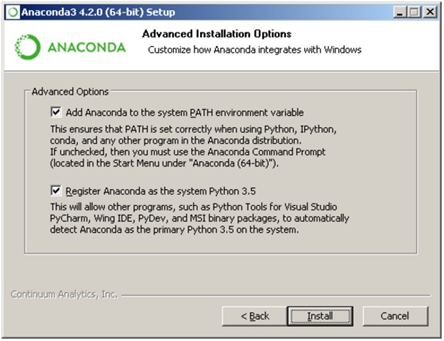 Anaconda3 4.2.0 (64-bit) Setup
ANACONDA
Advanced Installation Options
Customize how Anaconda integrates with Windows
Advanced Options
Add Anaconda to the system PATH environment variable
This ensures that PATH is set correctly when using Python, IPython,
conda, and any other program in the Anaconda distribution.
If unchecked, then you must use the Anaconda Command Prompt
(located in the Start Menu under "Anaconda (64-bit)").
Register Anaconda as the system Python 3.5
This will allow other programs, such as Python Tools for Visual Studio
PyCharm, Wing IDE, PyDev, and MSI binary packages, to automatically
detect Anaconda as the primary Python 3.5 on the system.
Continuum Analytics, Inc.
< Back
Install
Cancel